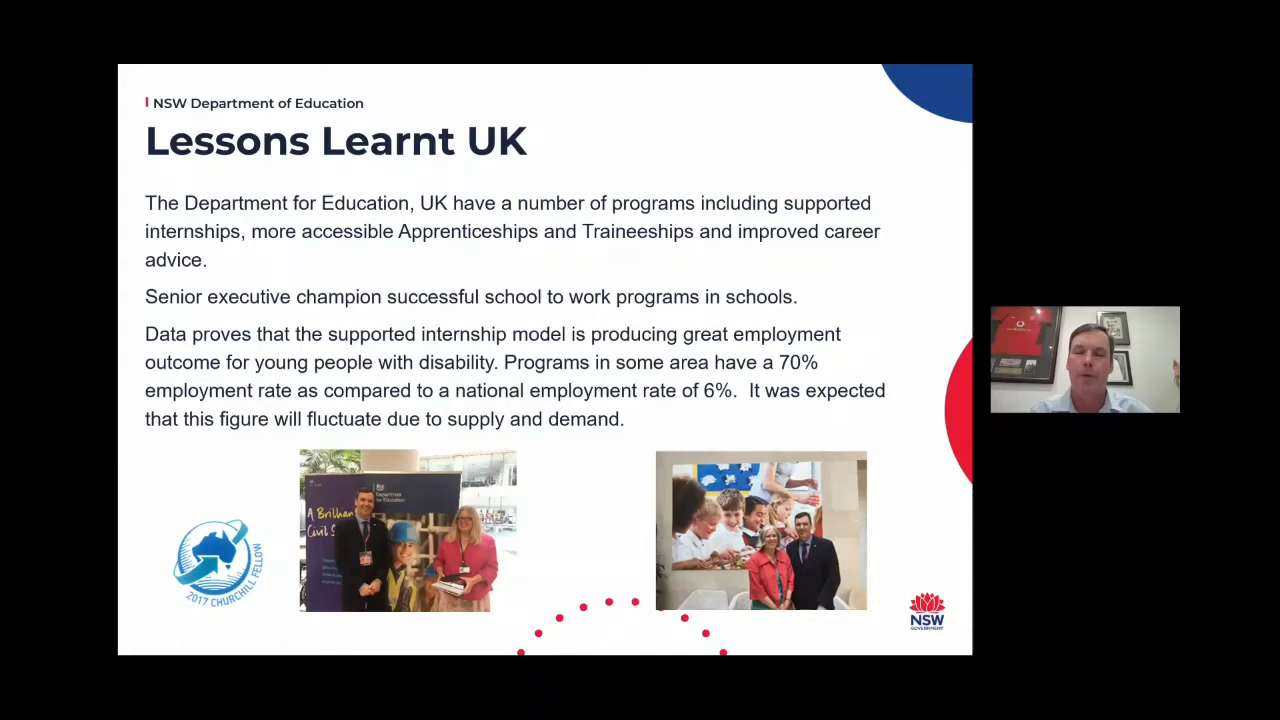 NSW Department of Education
Lessons Learnt UK
The Department for Education, UK have a number of programs including supported
internships, more accessible Apprenticeships and Traineeships and improved career
advice.
Senior executive champion successful school to work programs in schools.
Data proves that the supported internship model is producing great employment
outcome for young people with disability. Programs in some area have a 70%
employment rate as compared to a national employment rate of 6%.  It was expected
that this figure will fluctuate due to supply and demand.
Department
for Education
A Brillian
Civil S
2017 CHURCHILL FELLOW
NSW
GOVERNMENT